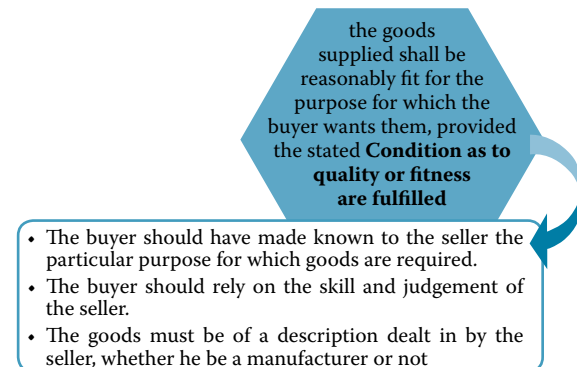 the goods
supplied shall be
reasonably fit for the
purpose for which the
buyer wants them, provided
the stated Condition as to
quality or fitness
are fulfilled
• The buyer should have made known to the seller the
particular purpose for which goods are required.
• The buyer should rely on the skill and judgement of
the seller.
• The goods must be of a description dealt in by the
seller, whether he be a manufacturer or not